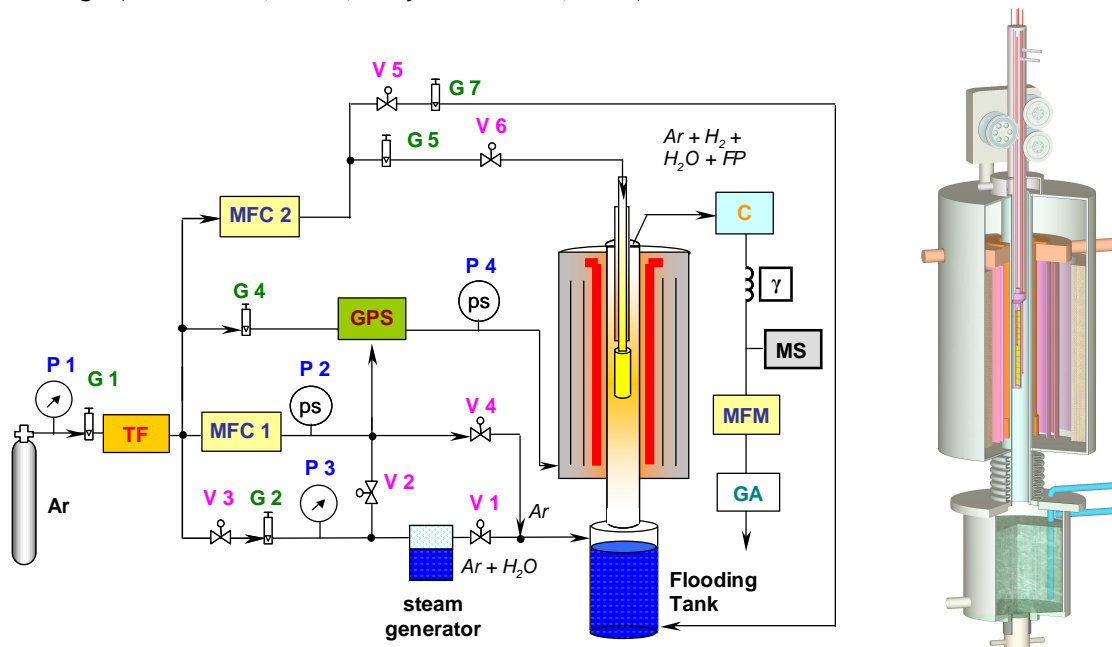 V 5
G 7
G 5
V 6
Ar + H2 +
H2O + FP
MFC 2
C
P 4
G 4
ps
γ
GPS
MS
P 1
G 1
P 2
ps
V 4
MFM
TF
MFC 1
P 3
V 2
GA
V 3
G 2
V 1
Ar
Ar
Ar + H2O
Flooding
Tank
steam
generator